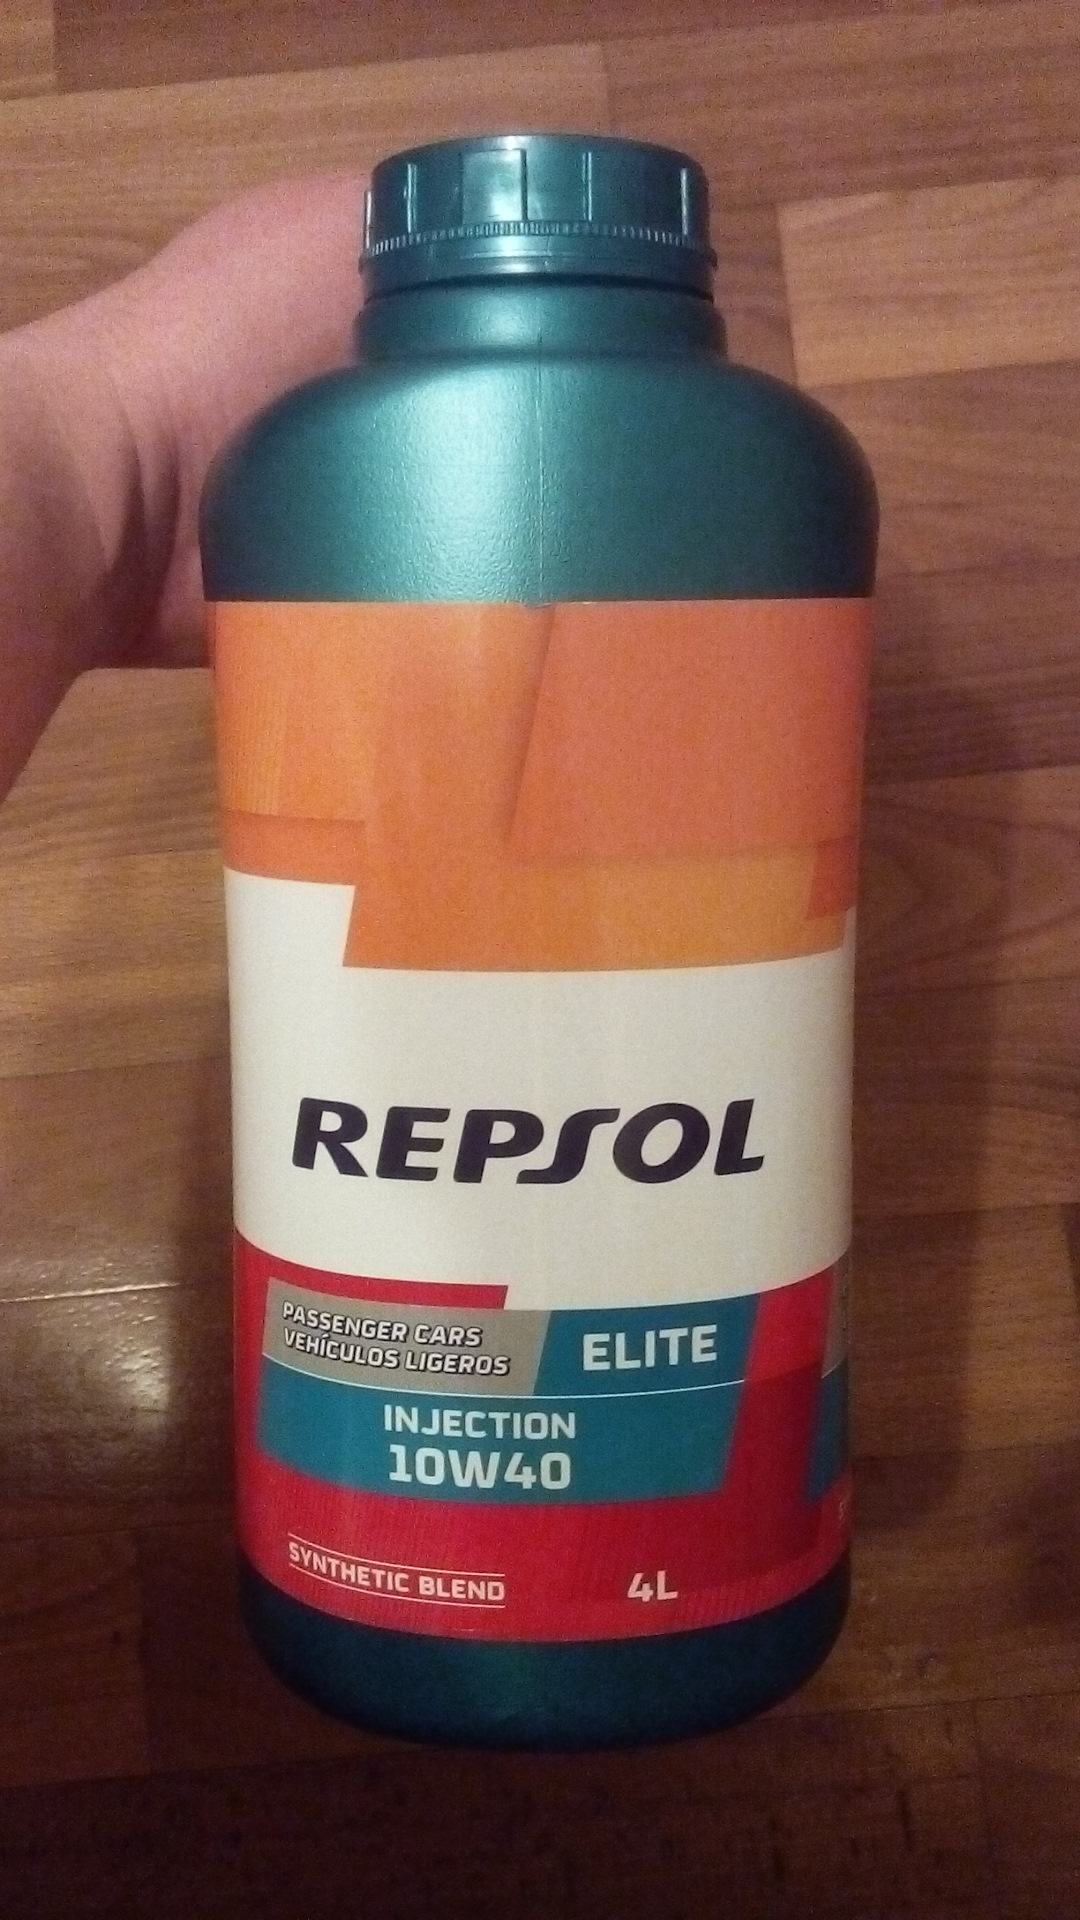 REPSOL
PASSENGER CARS
VEHÍCULOS LIGEROS
ELITE
INJECTION
10W40
SYNTHETIC BLEND
4L